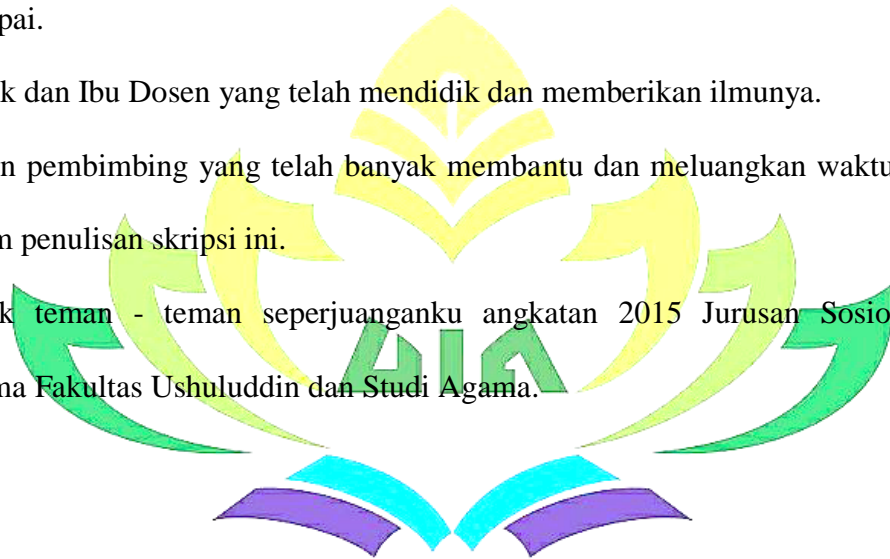 pai.
k dan Ibu Dosen yang telah mendidik dan memberikan ilmunya.
n pembimbing yang telah banyak membantu dan meluangkan waktu
m penulisan skripsi ini.
k teman - teman seperjuanganku angkatan 2015 Jurusan Sosio
ma Fakultas Ushuluddin dan Studi Agama.